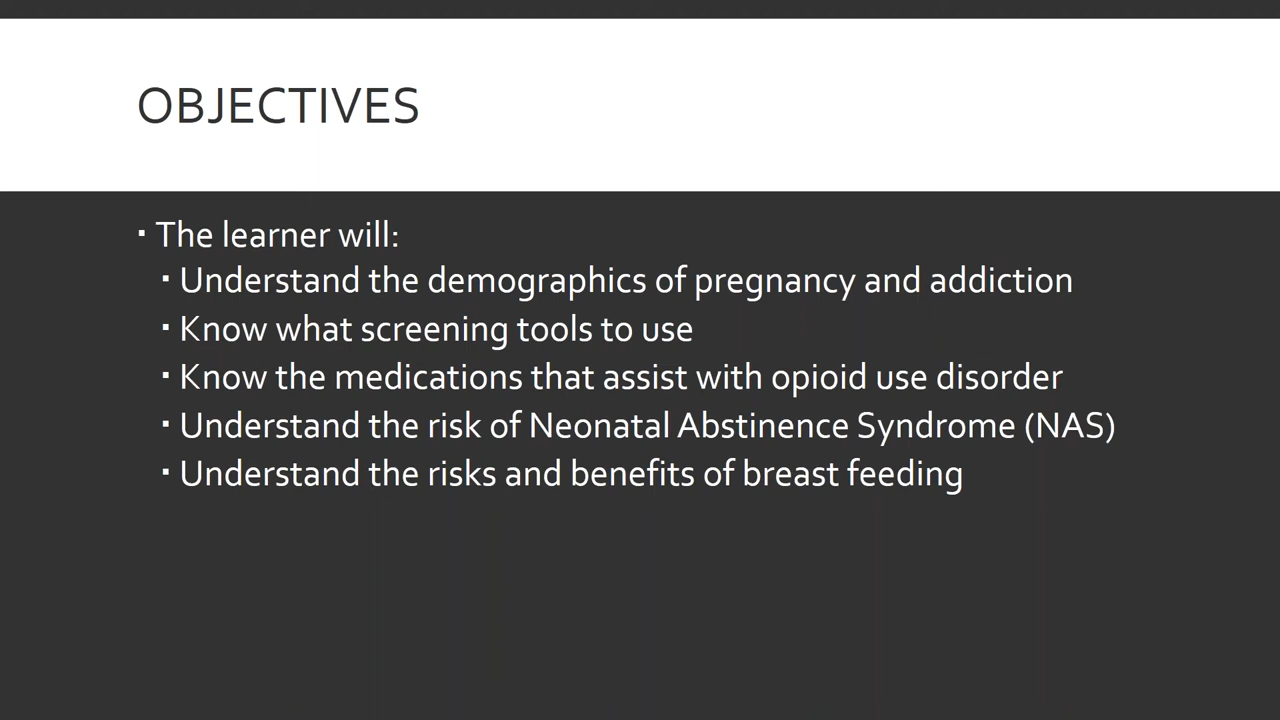 OBJECTIVES
▪ The learner will:
▪ Understand the demographics of pregnancy and addiction
▪ Know what screening tools to use
▪ Know the medications that assist with opioid use disorder
▪ Understand the risk of Neonatal Abstinence Syndrome (NAS)
▪ Understand the risks and benefits of breast feeding